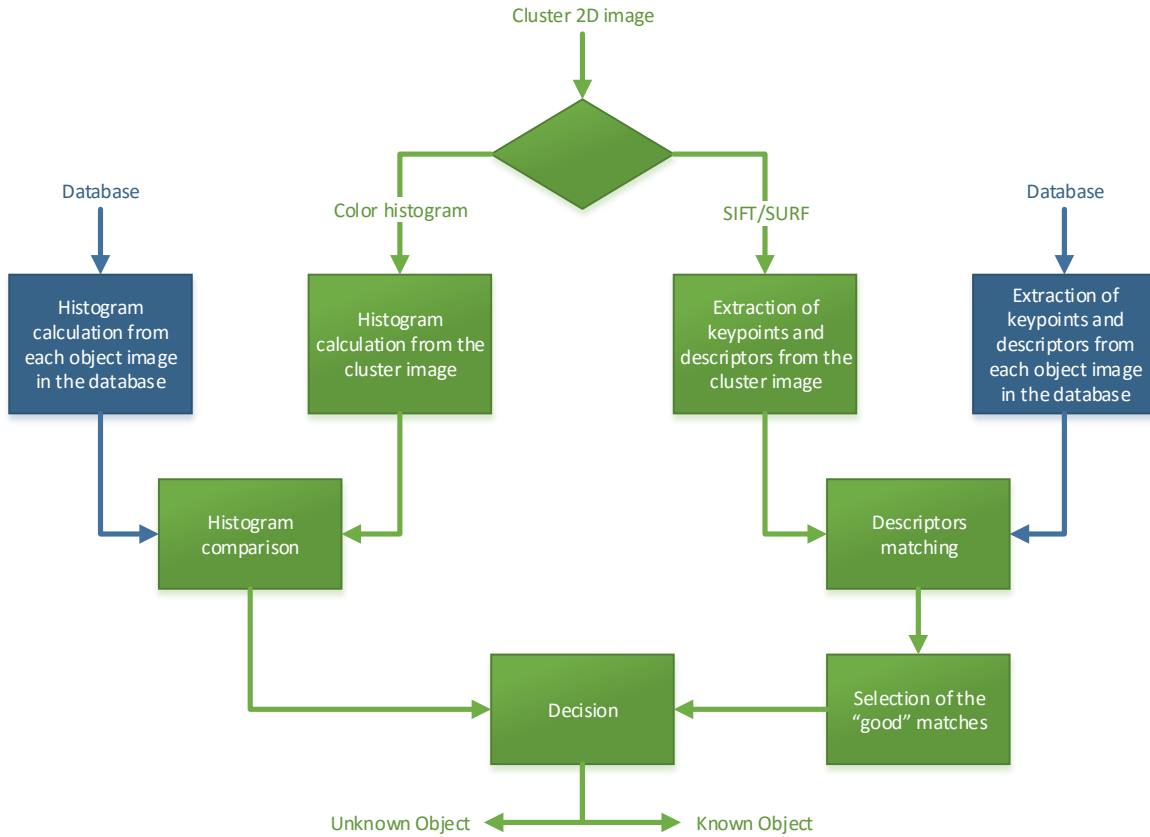 Cluster 2D image
Database
Color histogram
SIFT/SURF
Database
Histogram
calculation from
each object image
in the database
Histogram
calculation from the
cluster image
Extraction of
keypoints and
descriptors from the
cluster image
Extraction of
keypoints and
descriptors from
each object image
in the database
Histogram
comparison
Descriptors
matching
Decision
Selection of the
“good” matches
Unknown Object
Known Object